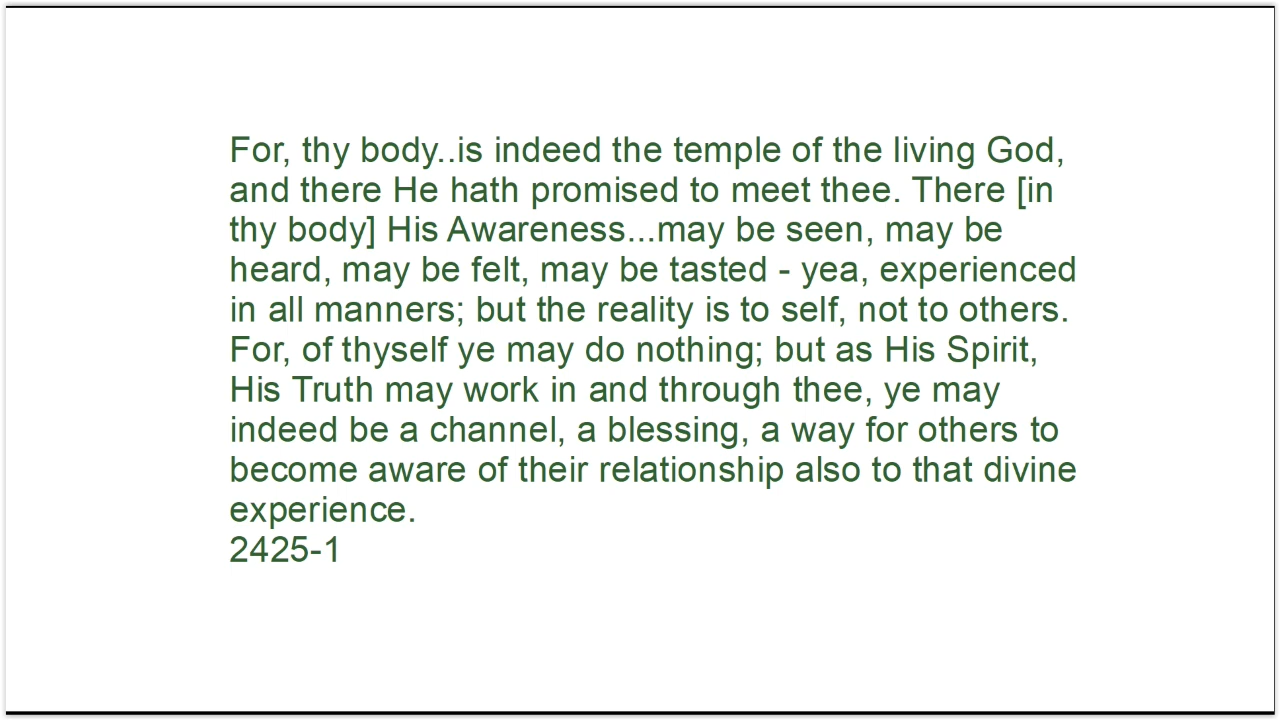 For, thy body..is indeed the temple of the living God,
and there He hath promised to meet thee. There [in
thy body] His Awareness...may be seen, may be
heard, may be felt, may be tasted - yea, experienced
in all manners; but the reality is to self, not to others.
For, of thyself ye may do nothing; but as His Spirit,
His Truth may work in and through thee, ye may
indeed be a channel, a blessing, a way for others to
become aware of their relationship also to that divine
experience.
2425-1